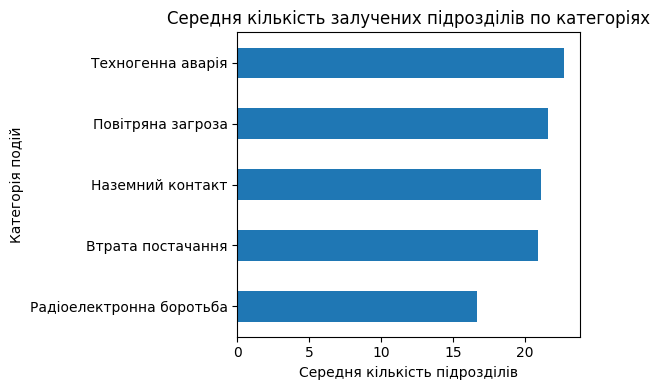 Середня кількість залучених підрозділів по категоріях
Категорія подій
Техногенна аварія
Повітряна загроза
Наземний контакт
Втрата постачання
Радіоелектронна боротьба
0 5 10 15 20
Середня кількість підрозділів